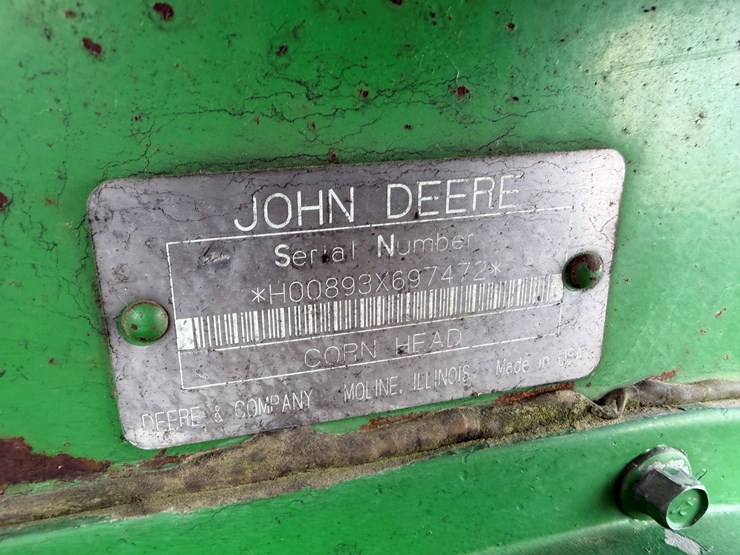 JOHN DEERE
Serial Number
*H00893X697472*
CORN HEAD
DEERE & COMPANY MOLINE, ILLINOIS Made in USA